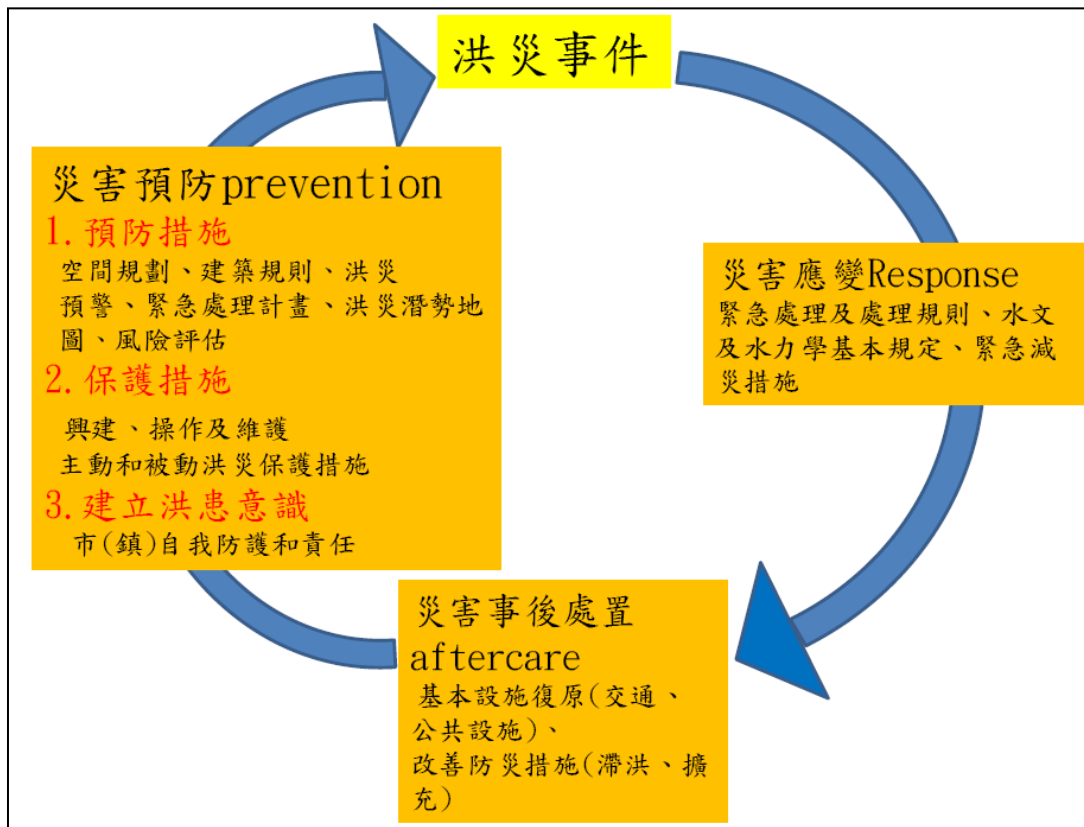 洪災事件
災害預防prevention
1.預防措施
空間規劃、建築規則、洪災
預警、緊急處理計畫、洪災潛勢地
圖、風險評估
2.保護措施
興建、操作及維護
主動和被動洪災保護措施
3.建立洪患意識
市(鎮)自我防護和責任
災害應變Response
緊急處理及處理規則、水文
及水力學基本規定、緊急減
災措施
災害事後處置
aftercare
基本設施復原(交通、
公共設施)、
改善防災措施(滯洪、擴
充)